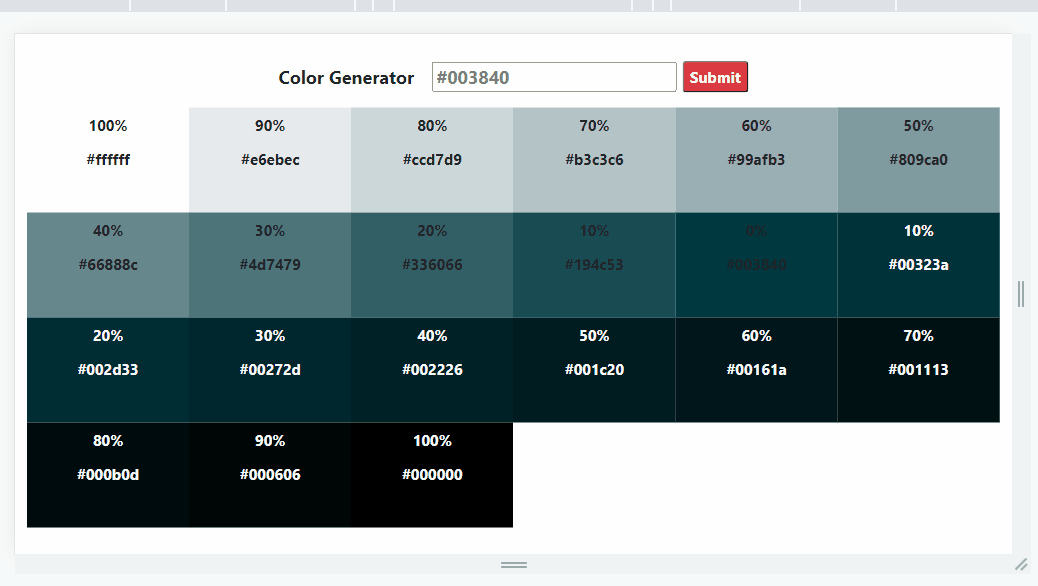 Color Generator #003840 Submit
100% 90% 80% 70% 60% 50%
#ffffff #e6ebec #ccd7d9 #b3c3c6 #99afb3 #809ca0
40% 30% 20% 10% 0% 10%
#66888c #4d7479 #336066 #194c53 #003840 #00323a
20% 30% 40% 50% 60% 70%
#002d33 #00272d #002226 #001c20 #00161a #001113
80% 90% 100%
#000b0d #000606 #000000